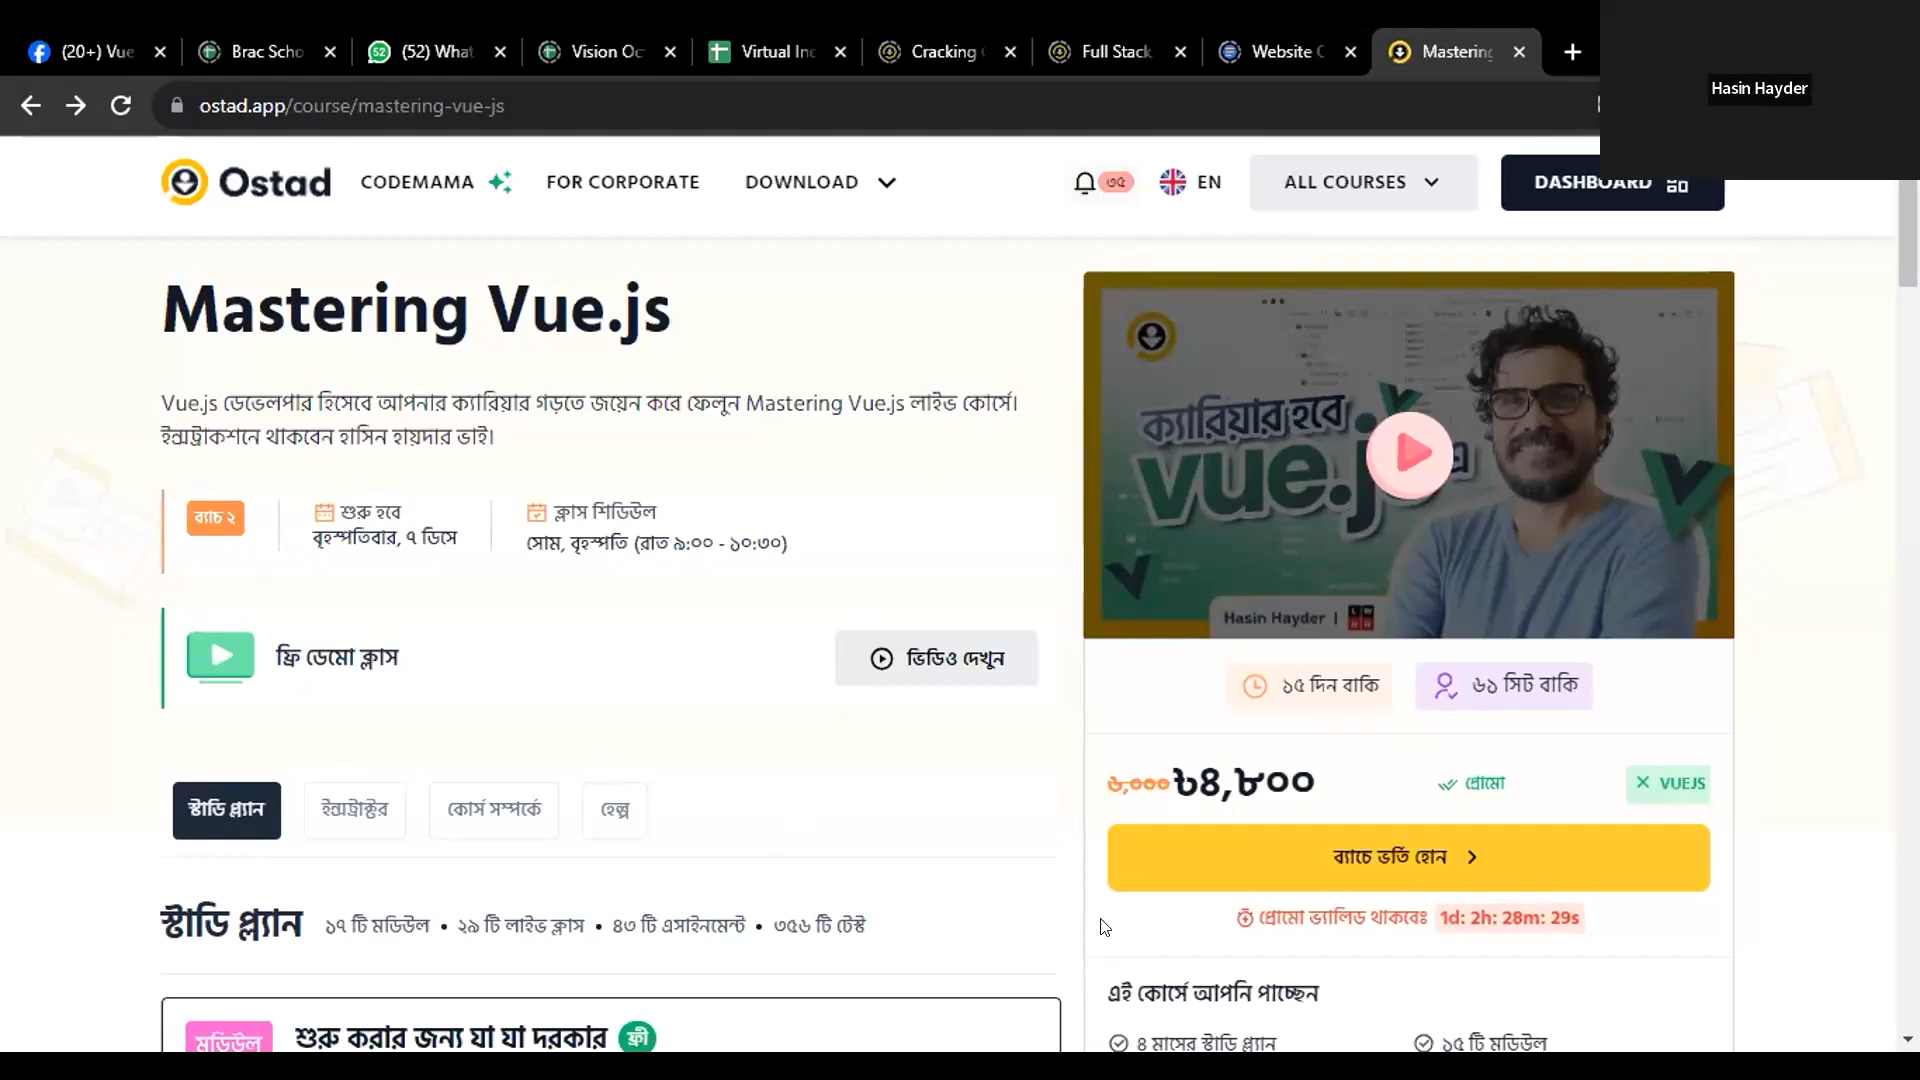 (20+) Vue
Brac Scho
(52) What
Vision Oc
Virtual Inc
Cracking
Full Stack
Website C
Mastering
Hasin Hayder
ostad.app/course/mastering-vue-js
Ostad
CODEMAMA
FOR CORPORATE
DOWNLOAD
৩৫
EN
ALL COURSES
DASHBOARD
Mastering Vue.js
Vue.js ডেভেলপার হিসেবে আপনার ক্যারিয়ার গড়তে জয়েন করে ফেলুন Mastering Vue.js লাইভ কোর্সে।
ইন্সট্রাকশনে থাকবেন হাসিন হায়দার ভাই।
ব্যাচ ২
শুরু হবে
বৃহস্পতিবার, ৭ ডিসে
ক্লাস শিডিউল
সোম, বৃহস্পতি (রাত ৯:০০ - ১০:৩০)
ফ্রি ডেমো ক্লাস
ভিডিও দেখুন
স্টাডি প্ল্যান
ইন্সট্রাক্টর
কোর্স সম্পর্কে
হেল্প
স্টাডি প্ল্যান
১৭ টি মডিউল • ২৯ টি লাইভ ক্লাস • ৪৩ টি এসাইনমেন্ট • ৩৫৬ টি টেস্ট
মডিউল
শুরু করার জন্য যা যা দরকার
ফ্রী
ক্যারিয়ার হবে
vue.j এ
Hasin Hayder |
১৫ দিন বাকি
৬১ সিট বাকি
৬,০০০ ৳৪,৮০০
প্রোমো
VUEJS
ব্যাচে ভর্তি হোন
প্রোমো ভ্যালিড থাকবেঃ 1d: 2h: 28m: 29s
এই কোর্সে আপনি পাচ্ছেন
৪ মাসের স্টাডি প্ল্যান
১৫ টি মডিউল